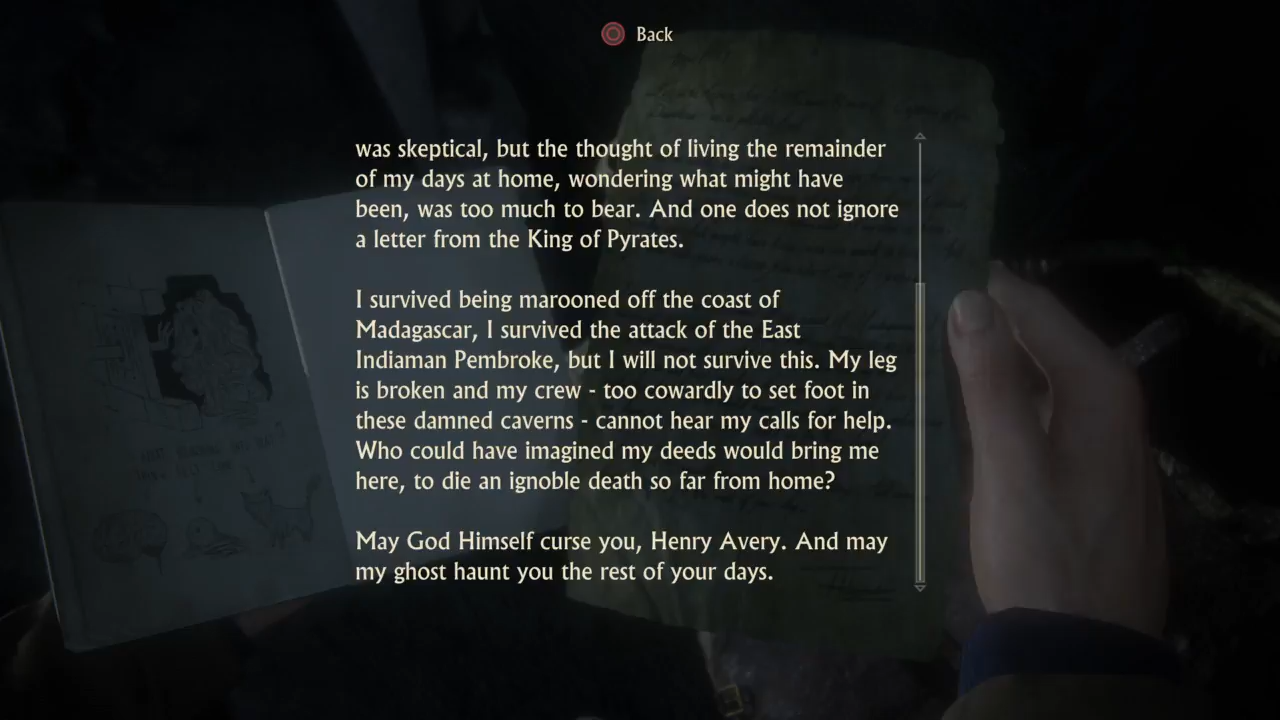 Back
was skeptical, but the thought of living the remainder
of my days at home, wondering what might have
been, was too much to bear. And one does not ignore
a letter from the King of Pyrates.
I survived being marooned off the coast of
Madagascar, I survived the attack of the East
Indiaman Pembroke, but I will not survive this. My leg
is broken and my crew - too cowardly to set foot in
these damned caverns - cannot hear my calls for help.
Who could have imagined my deeds would bring me
here, to die an ignoble death so far from home?
May God Himself curse you, Henry Avery. And may
my ghost haunt you the rest of your days.